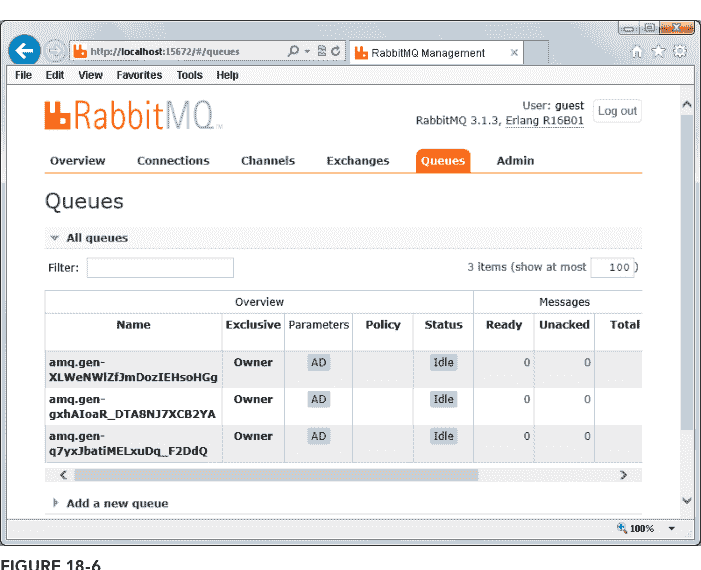 http://localhost:15672/#/queues
RabbitMQ Management
File Edit View Favorites Tools Help
RabbitMQ
User: guest
RabbitMQ 3.1.3, Erlang R16B01
Log out
Overview Connections Channels Exchanges Queues Admin
Queues
All queues
Filter:
3 items (show at most 100 )
Overview Messages
Name Exclusive Parameters Policy Status Ready Unacked Total
amq.gen-
XLWeNWlZfJmDozIEHsoHGg
Owner AD Idle 0 0
amq.gen-
gxhAIoaR_DTA8NJ7XCB2YA
Owner AD Idle 0 0
amq.gen-
q7yxJbatiMELxuDq_F2DdQ
Owner AD Idle 0 0
Add a new queue
100%
FIGURE 18-6